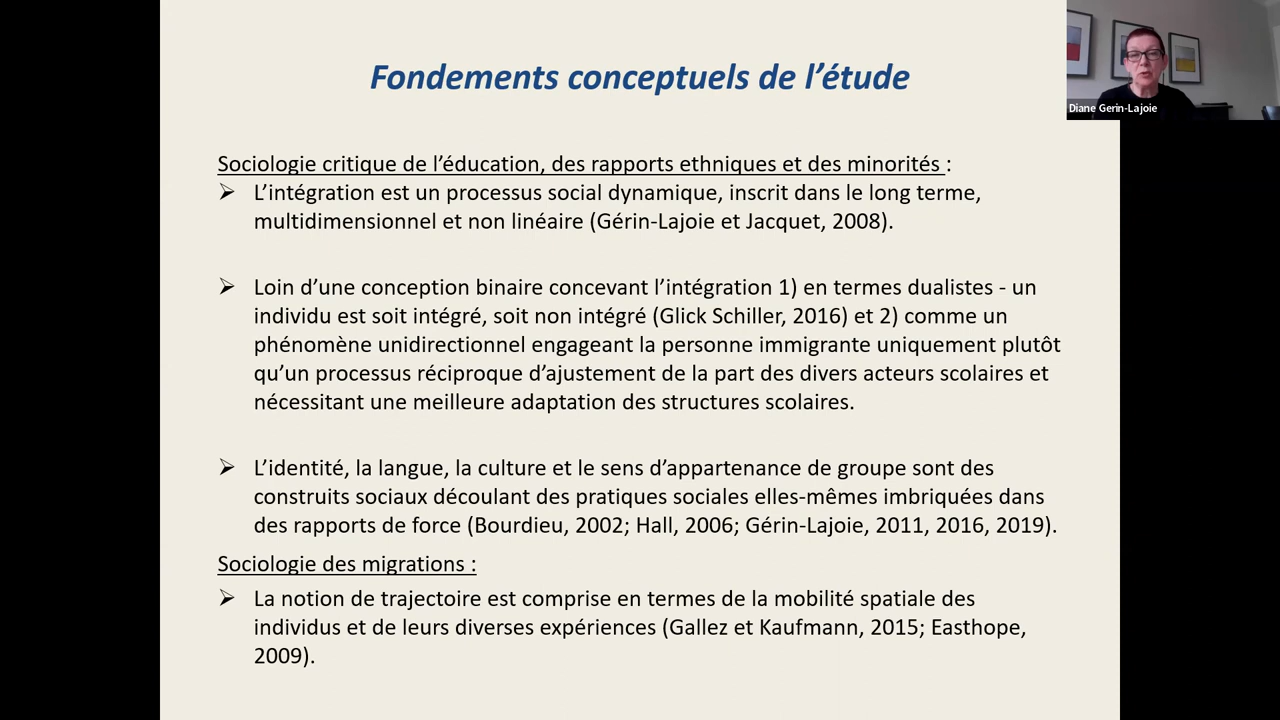 Fondements conceptuels de l’étude
Diane Gerin-Lajoie
Sociologie critique de l’éducation, des rapports ethniques et des minorités :
➢ L’intégration est un processus social dynamique, inscrit dans le long terme,
multidimensionnel et non linéaire (Gérin-Lajoie et Jacquet, 2008).
➢ Loin d’une conception binaire concevant l’intégration 1) en termes dualistes - un
individu est soit intégré, soit non intégré (Glick Schiller, 2016) et 2) comme un
phénomène unidirectionnel engageant la personne immigrante uniquement plutôt
qu’un processus réciproque d’ajustement de la part des divers acteurs scolaires et
nécessitant une meilleure adaptation des structures scolaires.
➢ L’identité, la langue, la culture et le sens d’appartenance de groupe sont des
construits sociaux découlant des pratiques sociales elles-mêmes imbriquées dans
des rapports de force (Bourdieu, 2002; Hall, 2006; Gérin-Lajoie, 2011, 2016, 2019).
Sociologie des migrations :
➢ La notion de trajectoire est comprise en termes de la mobilité spatiale des
individus et de leurs diverses expériences (Gallez et Kaufmann, 2015; Easthope,
2009).